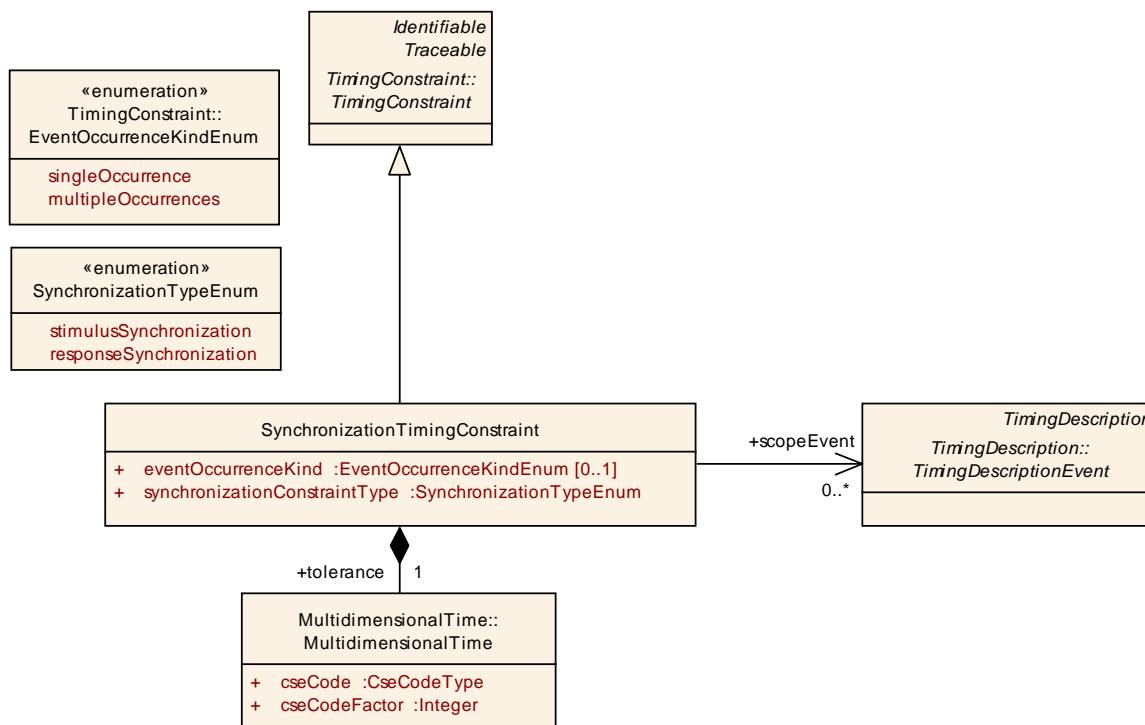 Identifiable
Traceable
TimingConstraint::
TimingConstraint
«enumeration»
TimingConstraint::
EventOccurrenceKindEnum
singleOccurrence
multipleOccurrences
«enumeration»
SynchronizationTypeEnum
stimulusSynchronization
responseSynchronization
SynchronizationTimingConstraint
+ eventOccurrenceKind :EventOccurrenceKindEnum [0..1]
+ synchronizationConstraintType :SynchronizationTypeEnum
+scopeEvent
0..*
TimingDescription
TimingDescription::
TimingDescriptionEvent
+tolerance 1
MultidimensionalTime::
MultidimensionalTime
+ cseCode :CseCodeType
+ cseCodeFactor :Integer